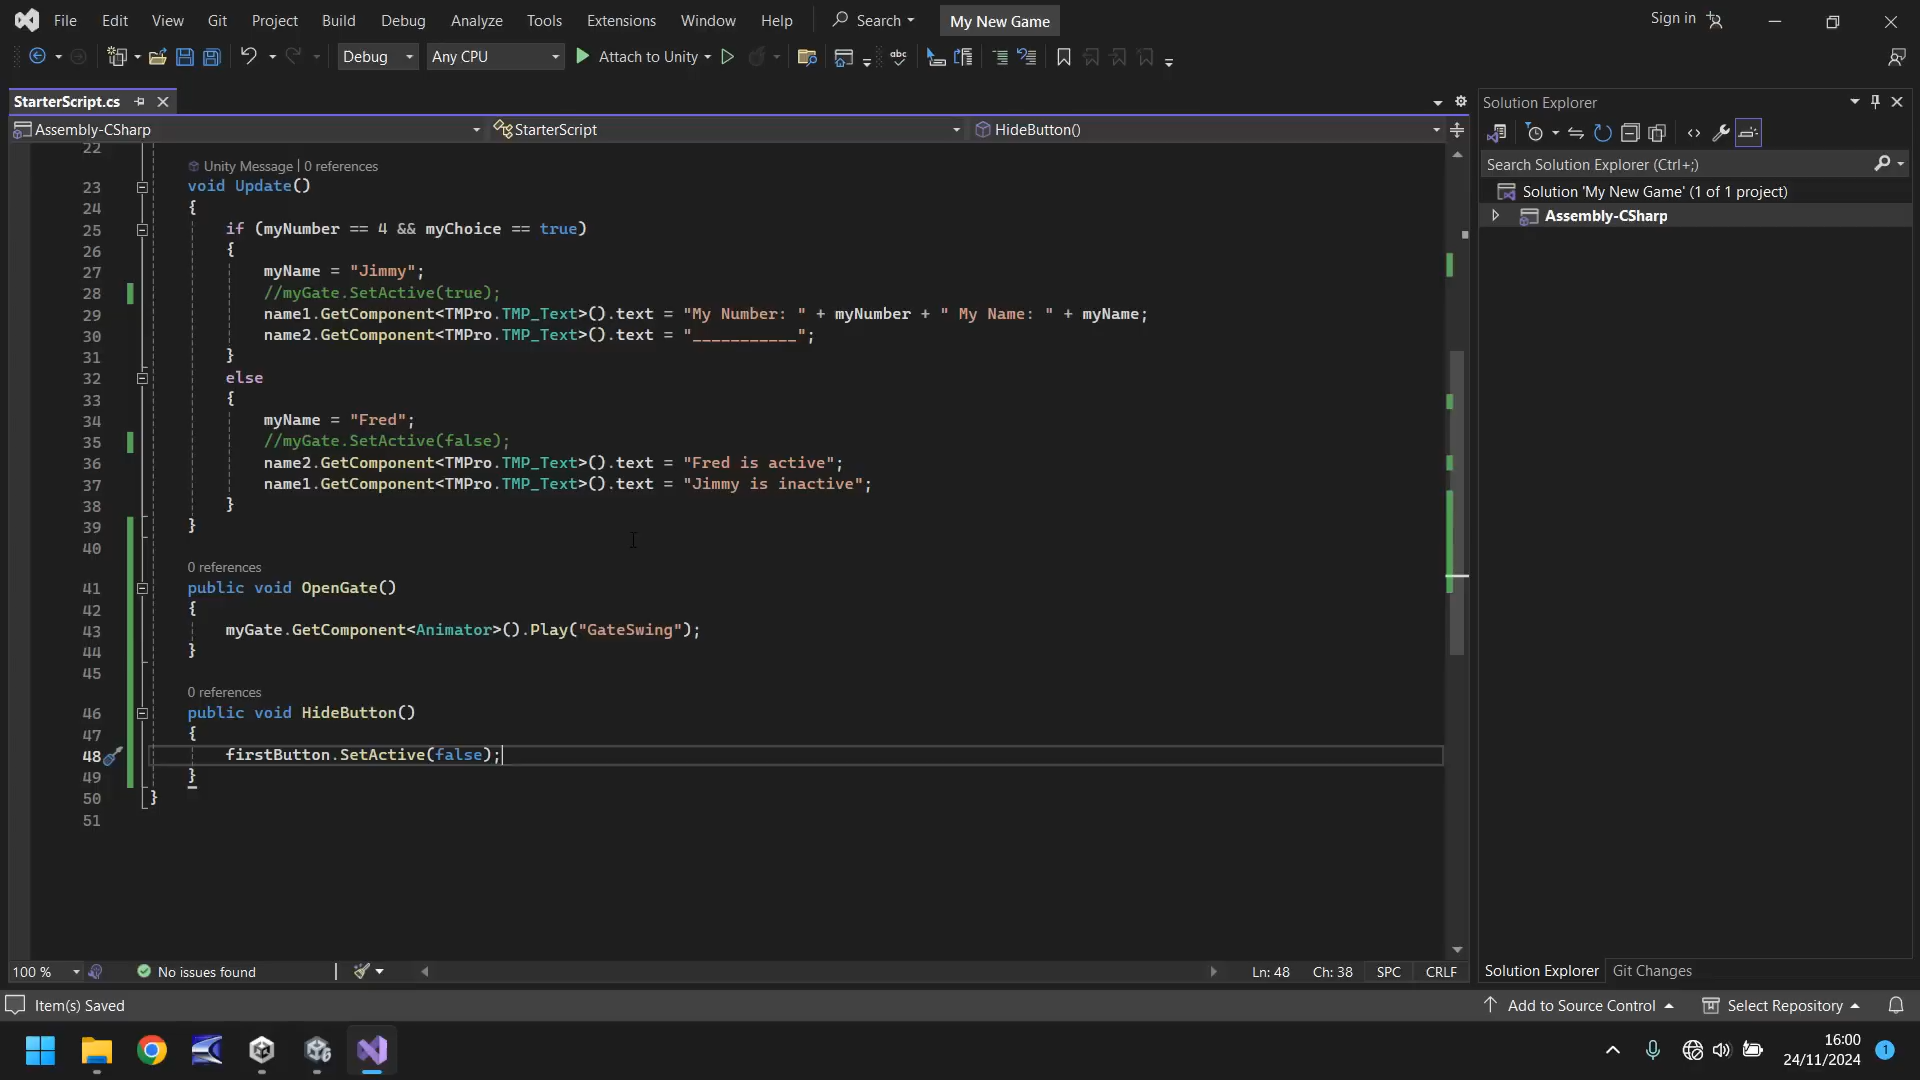 File Edit View Git Project Build Debug Analyze Tools Extensions Window Help Search My New Game Sign in
Debug Any CPU Attach to Unity
StarterScript.cs
Assembly-CSharp StarterScript HideButton()
22
Unity Message | 0 references
23 void Update()
24 {
25 if (myNumber == 4 && myChoice == true)
26 {
27 myName = "Jimmy";
28 //myGate.SetActive(true);
29 name1.GetComponent<TMPro.TMP_Text>().text = "My Number: " + myNumber + " My Name: " + myName;
30 name2.GetComponent<TMPro.TMP_Text>().text = "___________";
31 }
32 else
33 {
34 myName = "Fred";
35 //myGate.SetActive(false);
36 name2.GetComponent<TMPro.TMP_Text>().text = "Fred is active";
37 name1.GetComponent<TMPro.TMP_Text>().text = "Jimmy is inactive";
38 }
39 }
40
0 references
41 public void OpenGate()
42 {
43 myGate.GetComponent<Animator>().Play("GateSwing");
44 }
45
0 references
46 public void HideButton()
47 {
48 firstButton.SetActive(false);
49 }
50 }
51
100 % No issues found Ln: 48 Ch: 38 SPC CRLF
Solution Explorer
Search Solution Explorer (Ctrl+;)
Solution 'My New Game' (1 of 1 project)
Assembly-CSharp
Solution Explorer Git Changes
Item(s) Saved Add to Source Control Select Repository
16:00
24/11/2024 1